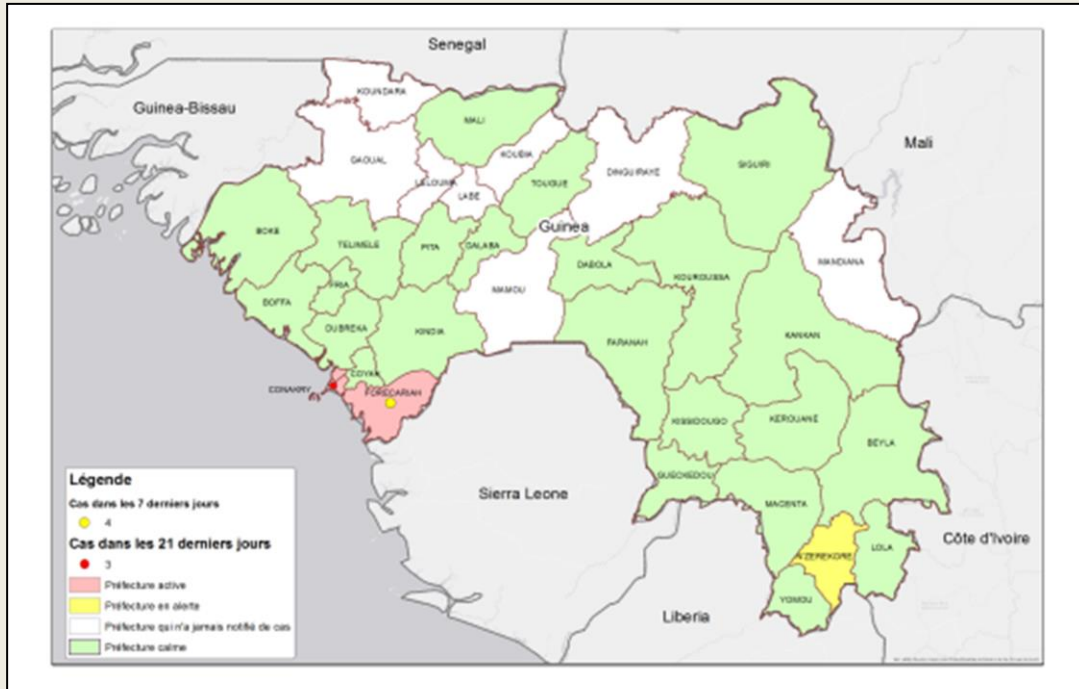 Senegal
Guinea-Bissau
Mali
KOUNDARA
MALI
GAOUAL
KOUBIA
LELOUMA
LABE
TOUGUE
DINGUIRAYE
SIGUIRI
Guinea
BOKE
TELIMELE
PITA
DALABA
DABOLA
KOUROUSSA
MANDIANA
FRIA
BOFFA
MAMOU
DUBREKA
KINDIA
FARANAH
KANKAN
COYAH
CONAKRY
FORECARIAH
KISSIDOUGO
KEROUANE
BEYLA
GUECKEDOU
MACENTA
Sierra Leone
Côte d'Ivoire
N'ZEREKORE
LOLA
YOMOU
Liberia
Légende
Cas dans les 7 derniers jours
4
Cas dans les 21 derniers jours
3
Préfecture active
Préfecture en alerte
Préfecture qui n'a jamais notifié de cas
Préfecture calme